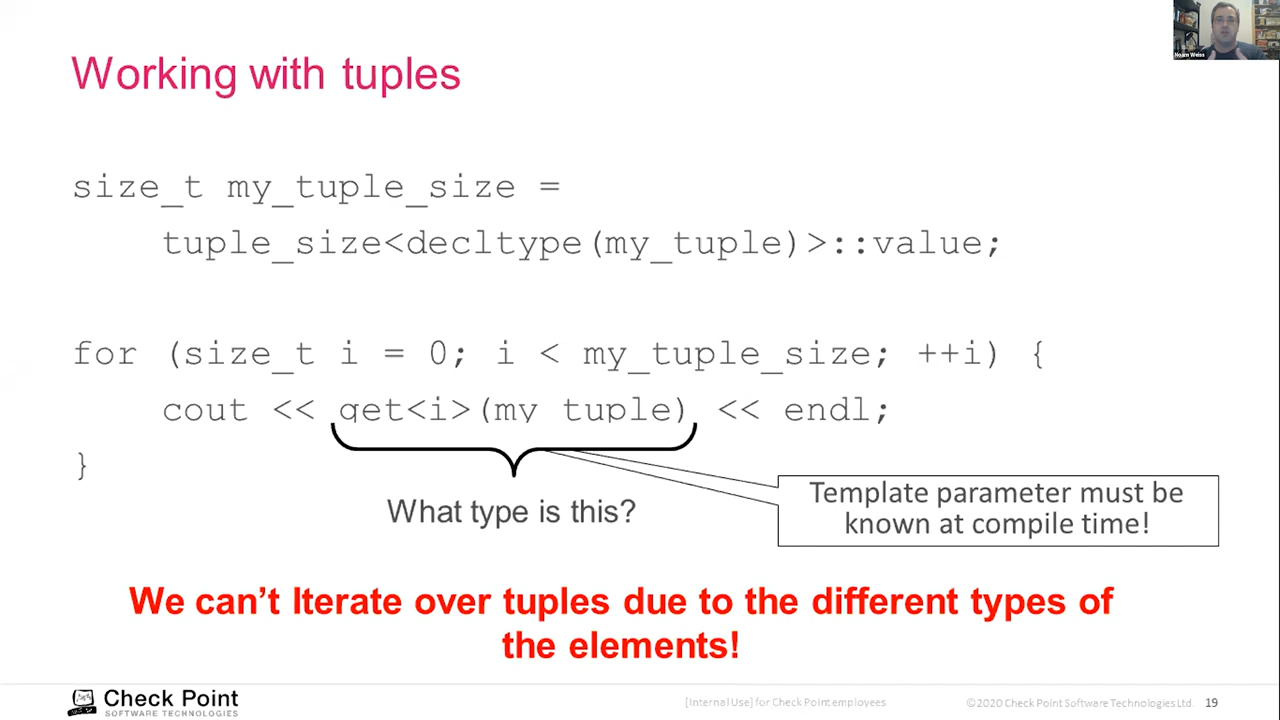 Noam Weiss
Working with tuples
size_t my_tuple_size =
tuple_size<decltype(my_tuple)>::value;
for (size_t i = 0; i < my_tuple_size; ++i) {
cout << get<i>(my_tuple) << endl;
}
What type is this?
Template parameter must be
known at compile time!
We can’t Iterate over tuples due to the different types of
the elements!
Check Point
SOFTWARE TECHNOLOGIES
[Internal Use] for Check Point employees
©2020 Check Point Software Technologies Ltd.
19